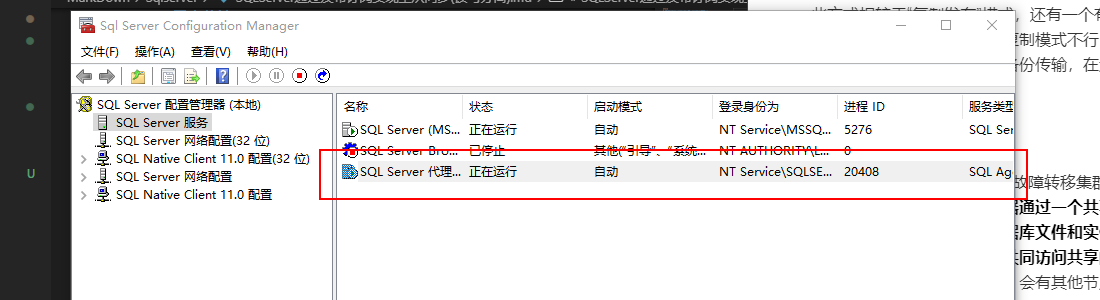 Sql Server Configuration Manager
文件(F) 操作(A) 查看(V) 帮助(H)
SQL Server 配置管理器 (本地)
SQL Server 服务
SQL Server 网络配置(32 位)
SQL Native Client 11.0 配置(32 位)
SQL Server 网络配置
SQL Native Client 11.0 配置
名称 状态 启动模式 登录身份为 进程 ID 服务类型
SQL Server (MS... 正在运行 自动 NT Service\MSSQ... 5276 SQL Ser
SQL Server Bro... 已停止 其他("引导"、"系统... NT AUTHORITY\L... 0
SQL Server 代理... 正在运行 自动 NT Service\SQLSE... 20408 SQL Ag
U
还有一个有
复制模式不行
份传输，在
故障转移集群
通过一个共
据库文件和实
共同访问共享
会有其他节